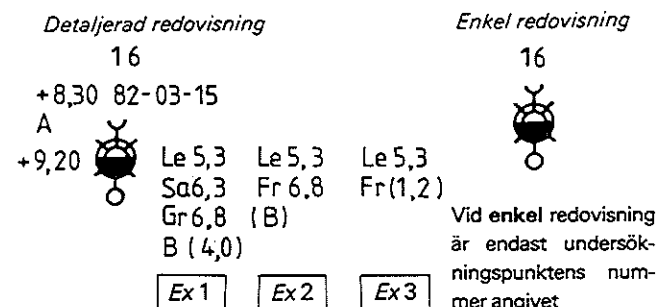 Detaljerad redovisning
16
+8,30 82-03-15
A
+9,20
Le 5,3 Le 5,3 Le 5,3
Sa 6,3 Fr 6,8 Fr (1,2)
Gr 6,8 (B)
B (4,0)
Ex 1 Ex 2 Ex 3
Enkel redovisning
16
Vid enkel redovisning
är endast undersök-
ningspunktens num-
mer angivet